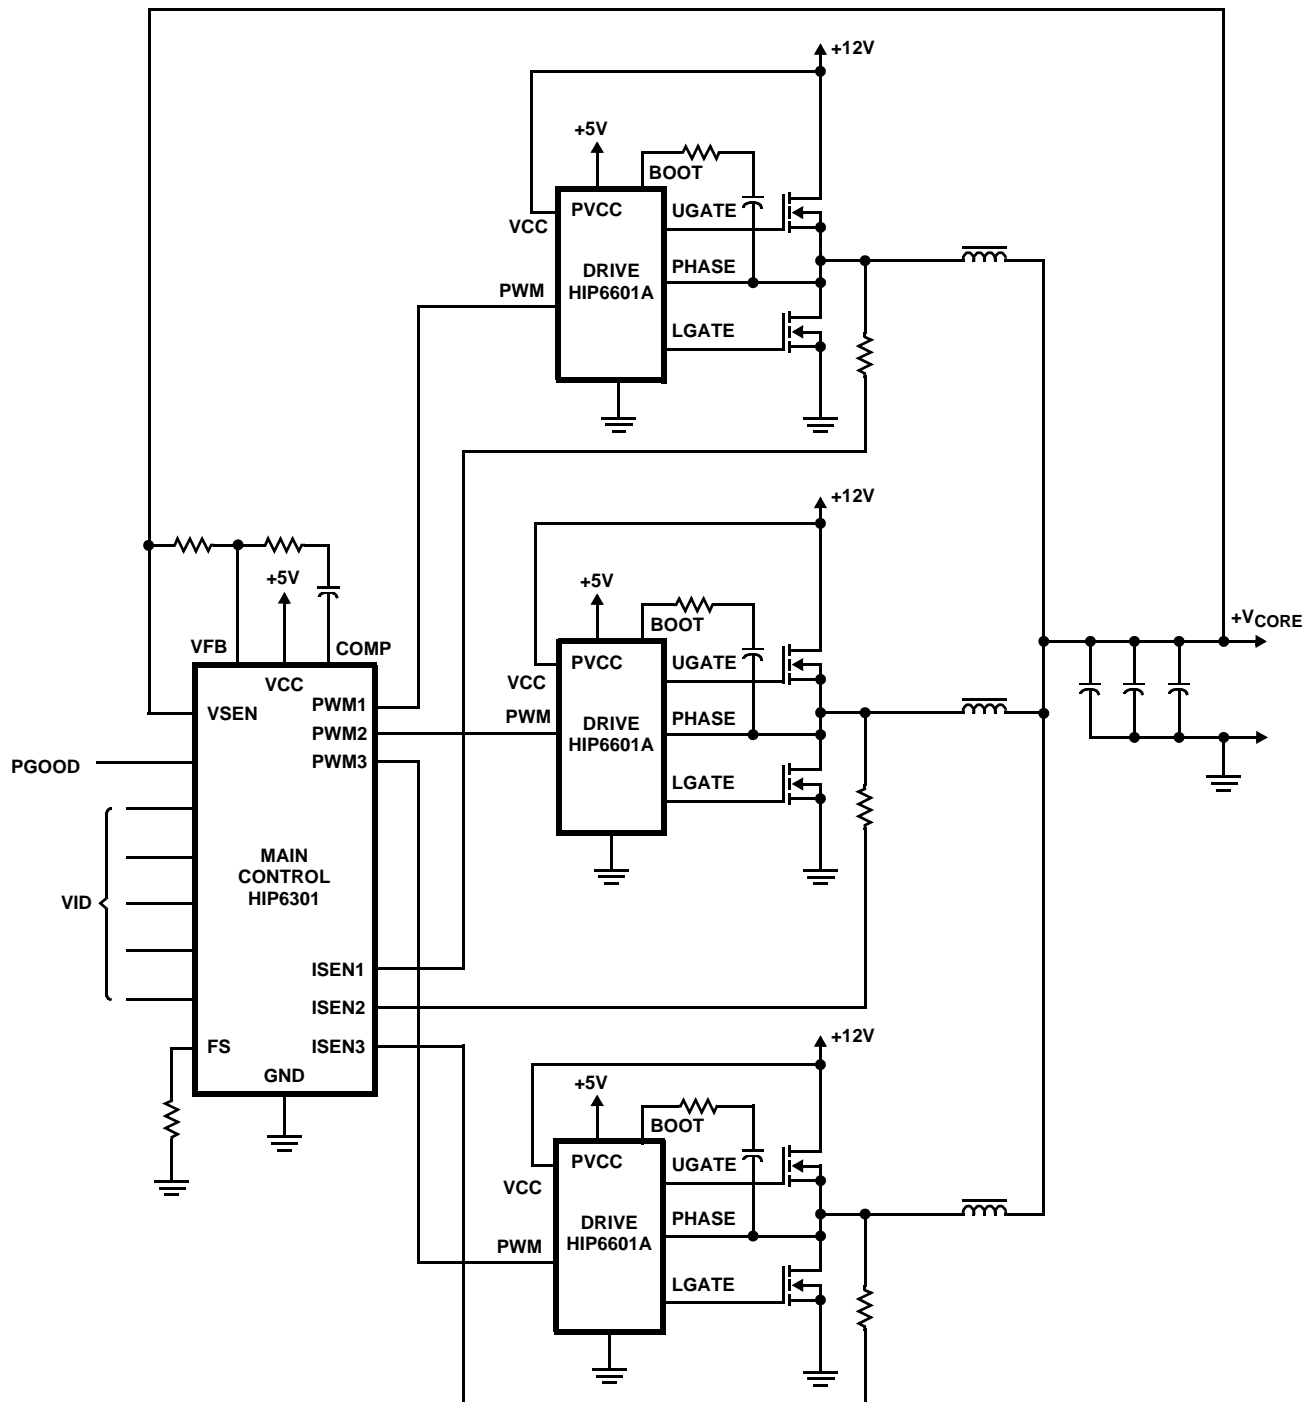 +12V
+5V
BOOT
PVCC
UGATE
VCC
DRIVE
HIP6601A
PHASE
PWM
LGATE
+12V
+5V
BOOT
PVCC
UGATE
VCC
DRIVE
HIP6601A
PHASE
PWM
LGATE
+5V
VFB
COMP
VCC
VSEN
PWM1
PWM2
PWM3
PGOOD
MAIN
CONTROL
HIP6301
VID
ISEN1
ISEN2
ISEN3
FS
GND
+VCORE
+12V
+5V
BOOT
PVCC
UGATE
VCC
DRIVE
HIP6601A
PHASE
PWM
LGATE